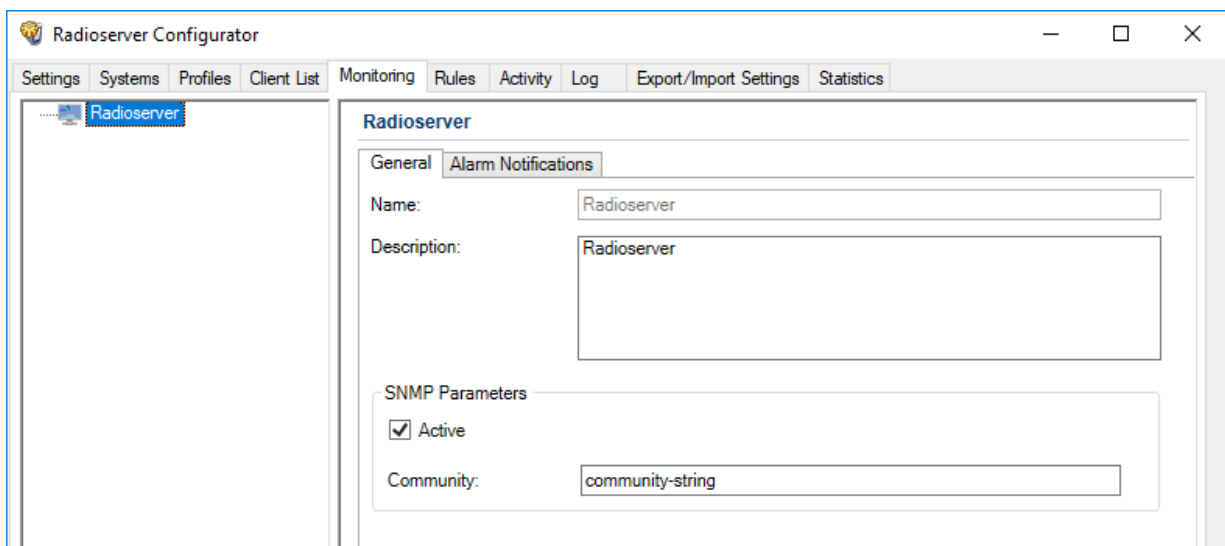 Radioserver Configurator
Settings Systems Profiles Client List Monitoring Rules Activity Log Export/Import Settings Statistics
Radioserver
Radioserver
General Alarm Notifications
Name: Radioserver
Description: Radioserver
SNMP Parameters
Active
Community: community-string